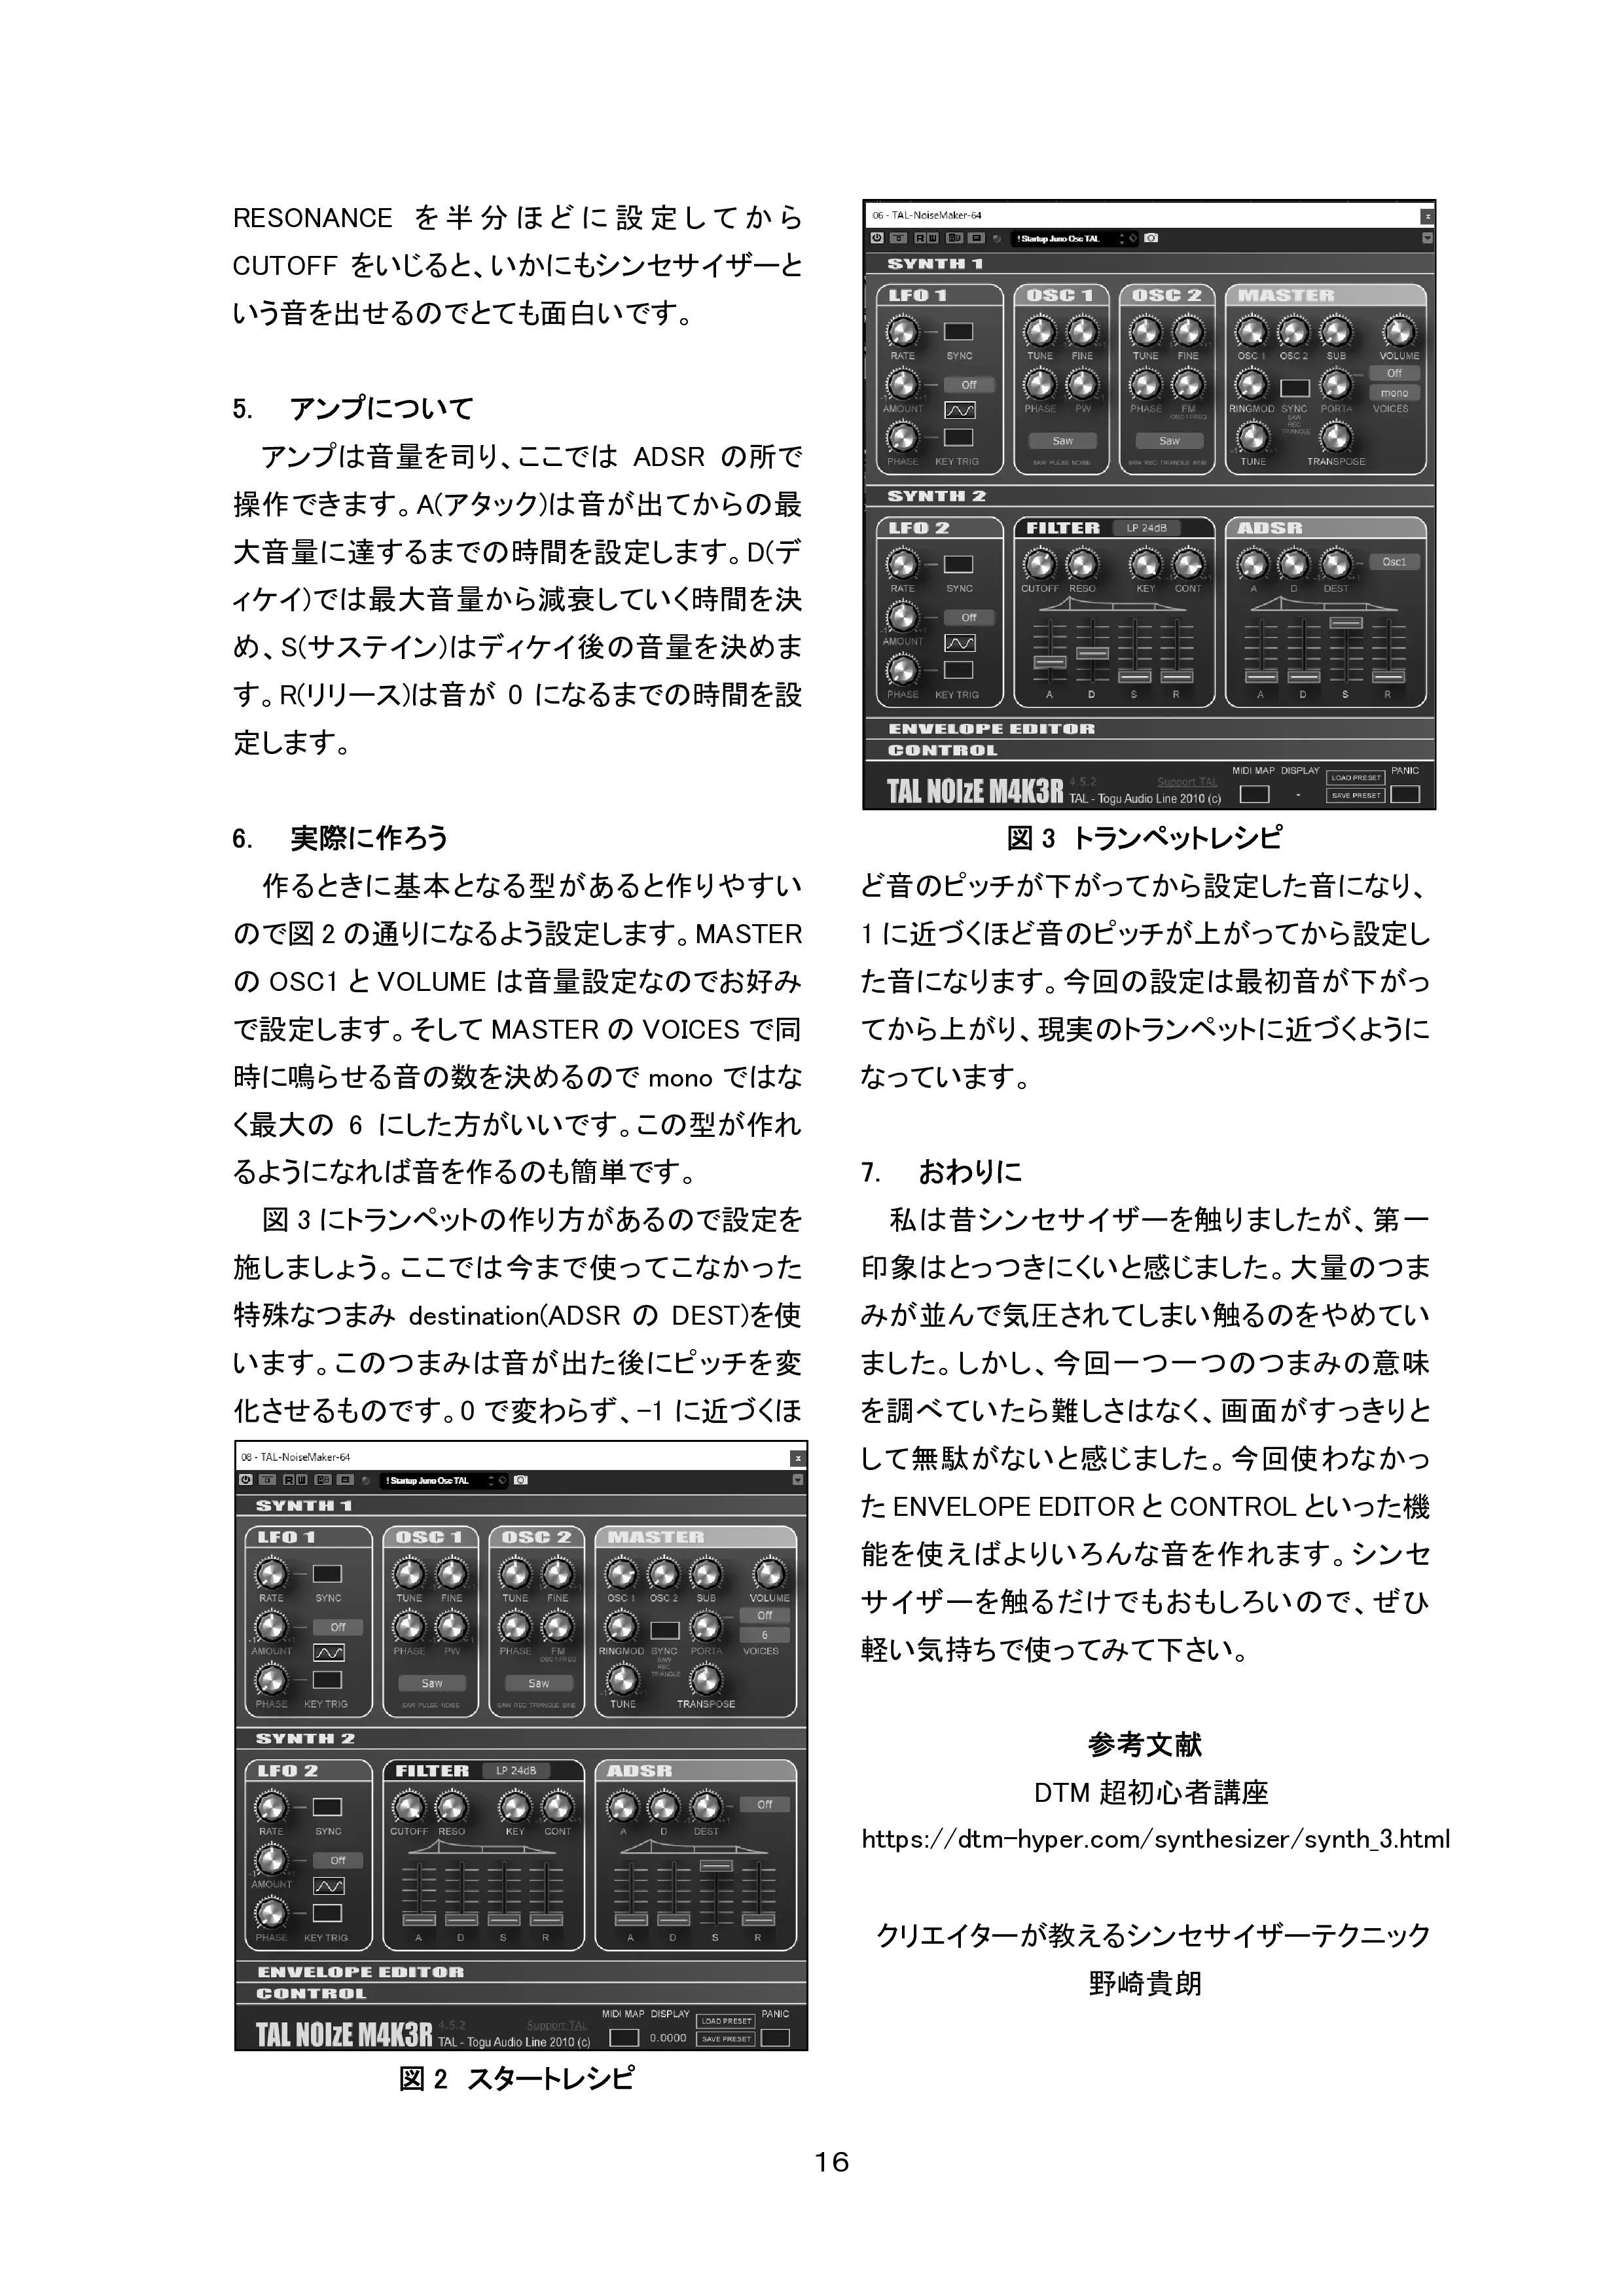 RESONANCE を半分ほどに設定してから
CUTOFF をいじると、いかにもシンセサイザーと
いう音を出せるのでとても面白いです。
5. アンプについて
アンプは音量を司り、ここでは ADSR の所で
操作できます。A(アタック)は音が出てからの最
大音量に達するまでの時間を設定します。D(デ
ィケイ)では最大音量から減衰していく時間を決
め、S(サステイン)はディケイ後の音量を決めま
す。R(リリース)は音が 0 になるまでの時間を設
定します。
6. 実際に作ろう
作るときに基本となる型があると作りやすい
ので図 2 の通りになるよう設定します。MASTER
の OSC1 と VOLUME は音量設定なのでお好み
で設定します。そして MASTER の VOICES で同
時に鳴らせる音の数を決めるので mono ではな
く最大の 6 にした方がいいです。この型が作れ
るようになれば音を作るのも簡単です。
図 3 にトランペットの作り方があるので設定を
施しましょう。ここでは今まで使ってこなかった
特殊なつまみ destination(ADSR の DEST)を使
います。このつまみは音が出た後にピッチを変
化させるものです。0 で変わらず、-1 に近づくほ
08 - TAL-NoiseMaker-64
! Startup Juno Osc TAL
SYNTH 1
LFO 1 OSC 1 OSC 2 MASTER
RATE SYNC TUNE FINE TUNE FINE OSC 1 OSC 2 SUB VOLUME
Off Off
6
AMOUNT PHASE PW PHASE FM RINGMOD SYNC PORTA VOICES
Saw Saw
PHASE KEY TRIG SAW PULSE NOISE SAW REC TRIANGLE SINE TUNE TRANSPOSE
SYNTH 2
LFO 2 FILTER LP 24dB ADSR
Off
RATE SYNC CUTOFF RESO KEY CONT A D DEST
Off
AMOUNT
PHASE KEY TRIG A D S R A D S R
ENVELOPE EDITOR
CONTROL
MIDI MAP DISPLAY LOAD PRESET PANIC
TAL NOIzE M4K3R 4.5.2 Support TAL
TAL - Togu Audio Line 2010 (c) 0.0000 SAVE PRESET
図 2 スタートレシピ
06 - TAL-NoiseMaker-64
! Startup Juno Osc TAL
SYNTH 1
LFO 1 OSC 1 OSC 2 MASTER
RATE SYNC TUNE FINE TUNE FINE OSC 1 OSC 2 SUB VOLUME
Off Off
mono
AMOUNT PHASE PW PHASE FM RINGMOD SYNC PORTA VOICES
Saw Saw
PHASE KEY TRIG SAW PULSE NOISE SAW REC TRIANGLE SINE TUNE TRANSPOSE
SYNTH 2
LFO 2 FILTER LP 24dB ADSR
Osc1
RATE SYNC CUTOFF RESO KEY CONT A D DEST
Off
AMOUNT
PHASE KEY TRIG A D S R A D S R
ENVELOPE EDITOR
CONTROL
MIDI MAP DISPLAY LOAD PRESET PANIC
TAL NOIzE M4K3R 4.5.2 Support TAL
TAL - Togu Audio Line 2010 (c) - SAVE PRESET
図 3 トランペットレシピ
ど音のピッチが下がってから設定した音になり、
1 に近づくほど音のピッチが上がってから設定し
た音になります。今回の設定は最初音が下がっ
てから上がり、現実のトランペットに近づくように
なっています。
7. おわりに
私は昔シンセサイザーを触りましたが、第一
印象はとっつきにくいと感じました。大量のつま
みが並んで気圧されてしまい触るのをやめてい
ました。しかし、今回一つ一つのつまみの意味
を調べていたら難しさはなく、画面がすっきりと
して無駄がないと感じました。今回使わなかっ
た ENVELOPE EDITOR と CONTROL といった機
能を使えばよりいろんな音を作れます。シンセ
サイザーを触るだけでもおもしろいので、ぜひ
軽い気持ちで使ってみて下さい。
参考文献
DTM 超初心者講座
https://dtm-hyper.com/synthesizer/synth_3.html
クリエイターが教えるシンセサイザーテクニック
野崎貴朗
16